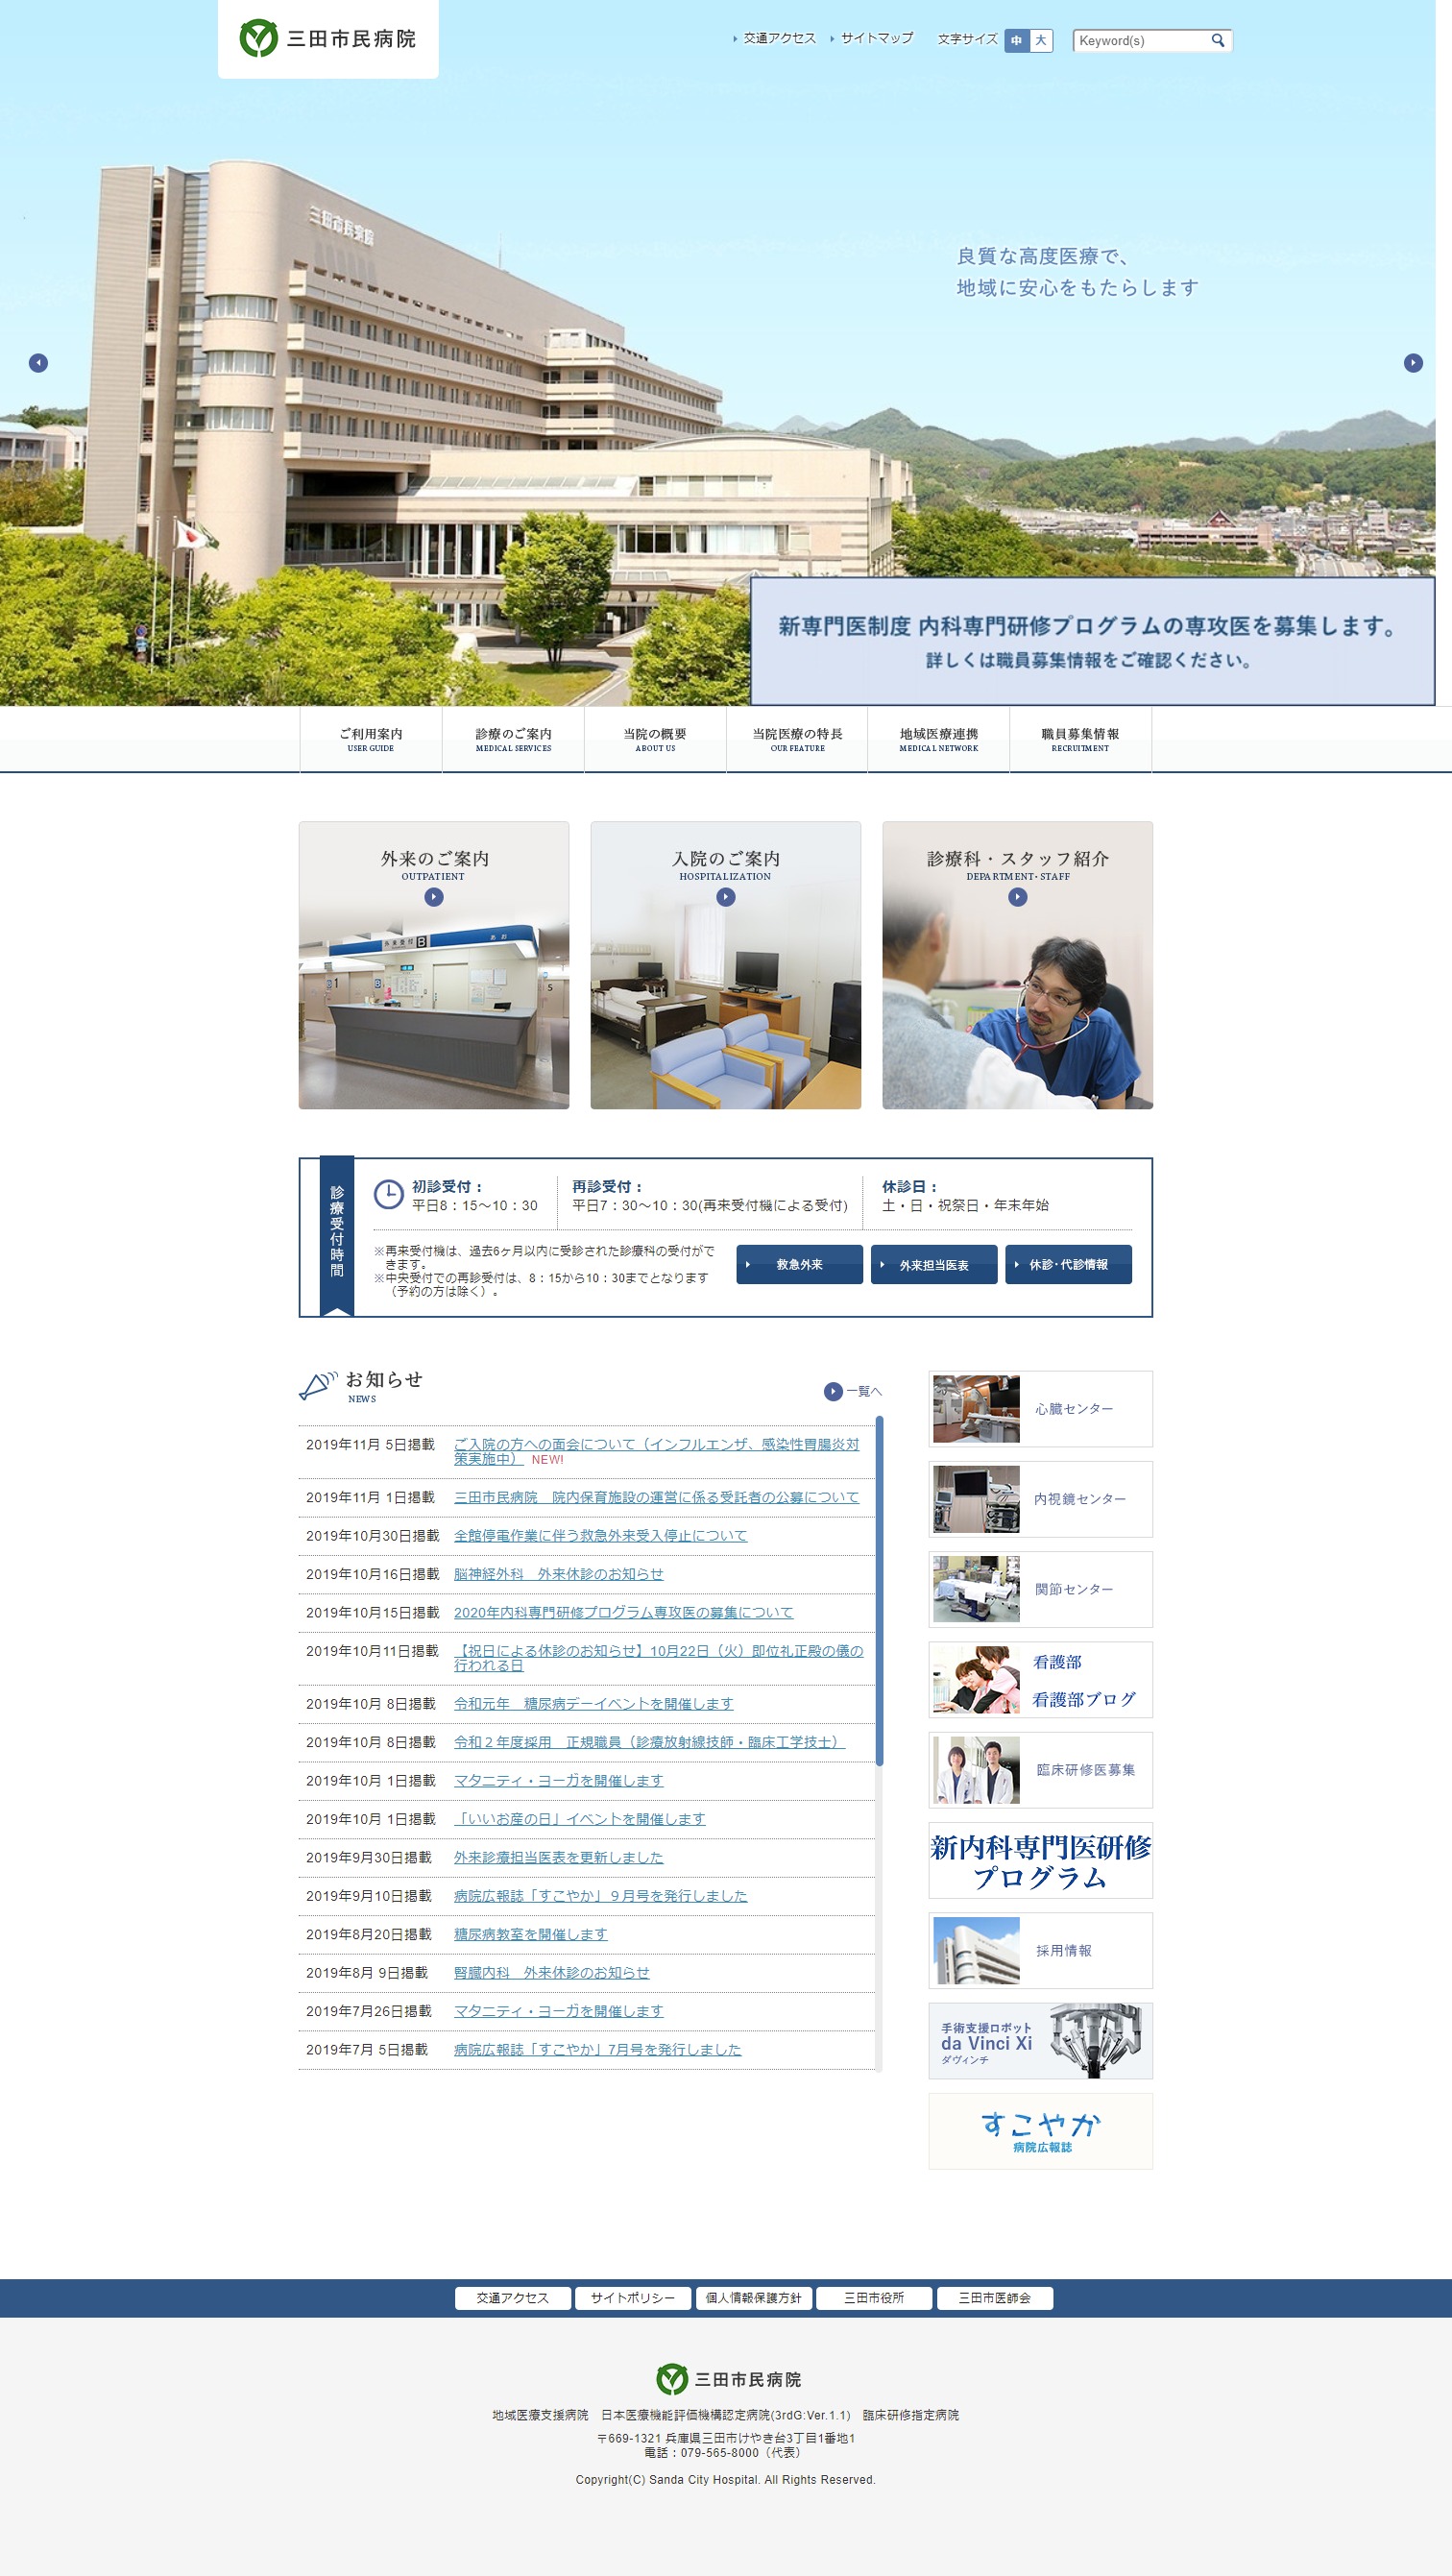 三田市民病院
交通アクセス
サイトマップ
文字サイズ 中 大
Keyword(s)
三田市民病院
良質な高度医療で、
地域に安心をもたらします
新専門医制度 内科専門研修プログラムの専攻医を募集します。
詳しくは職員募集情報をご確認ください。
ご利用案内
USER GUIDE
診療のご案内
MEDICAL SERVICES
当院の概要
ABOUT US
当院医療の特長
OUR FEATURE
地域医療連携
MEDICAL NETWORK
職員募集情報
RECRUITMENT
外来のご案内
OUTPATIENT
外来受付 B
入院のご案内
HOSPITALIZATION
診療科・スタッフ紹介
DEPARTMENT・STAFF
診療受付時間
初診受付：
平日8：15～10：30
再診受付：
平日7：30～10：30(再来受付機による受付)
休診日：
土・日・祝祭日・年末年始
※再来受付機は、過去6ヶ月以内に受診された診療科の受付がで
きます。
※中央受付での再診受付は、8：15から10：30までとなります
（予約の方は除く）。
救急外来
外来担当医表
休診・代診情報
お知らせ
NEWS
一覧へ
2019年11月 5日掲載 ご入院の方への面会について（インフルエンザ、感染性胃腸炎対
策実施中） NEW!
2019年11月 1日掲載 三田市民病院　院内保育施設の運営に係る受託者の公募について
2019年10月30日掲載 全館停電作業に伴う救急外来受入停止について
2019年10月16日掲載 脳神経外科　外来休診のお知らせ
2019年10月15日掲載 2020年内科専門研修プログラム専攻医の募集について
2019年10月11日掲載 【祝日による休診のお知らせ】10月22日（火）即位礼正殿の儀の
行われる日
2019年10月 8日掲載 令和元年　糖尿病デーイベントを開催します
2019年10月 8日掲載 令和２年度採用　正規職員（診療放射線技師・臨床工学技士）
2019年10月 1日掲載 マタニティ・ヨーガを開催します
2019年10月 1日掲載 「いいお産の日」イベントを開催します
2019年9月30日掲載 外来診療担当医表を更新しました
2019年9月10日掲載 病院広報誌「すこやか」９月号を発行しました
2019年8月20日掲載 糖尿病教室を開催します
2019年8月 9日掲載 腎臓内科　外来休診のお知らせ
2019年7月26日掲載 マタニティ・ヨーガを開催します
2019年7月 5日掲載 病院広報誌「すこやか」7月号を発行しました
心臓センター
内視鏡センター
関節センター
看護部
看護部ブログ
臨床研修医募集
新内科専門医研修
プログラム
採用情報
手術支援ロボット
da Vinci Xi
ダヴィンチ
すこやか
病院広報誌
交通アクセス
サイトポリシー
個人情報保護方針
三田市役所
三田市医師会
三田市民病院
地域医療支援病院　日本医療機能評価機構認定病院(3rdG:Ver.1.1)　臨床研修指定病院
〒669-1321 兵庫県三田市けやき台3丁目1番地1
電話：079-565-8000（代表）
Copyright(C) Sanda City Hospital. All Rights Reserved.